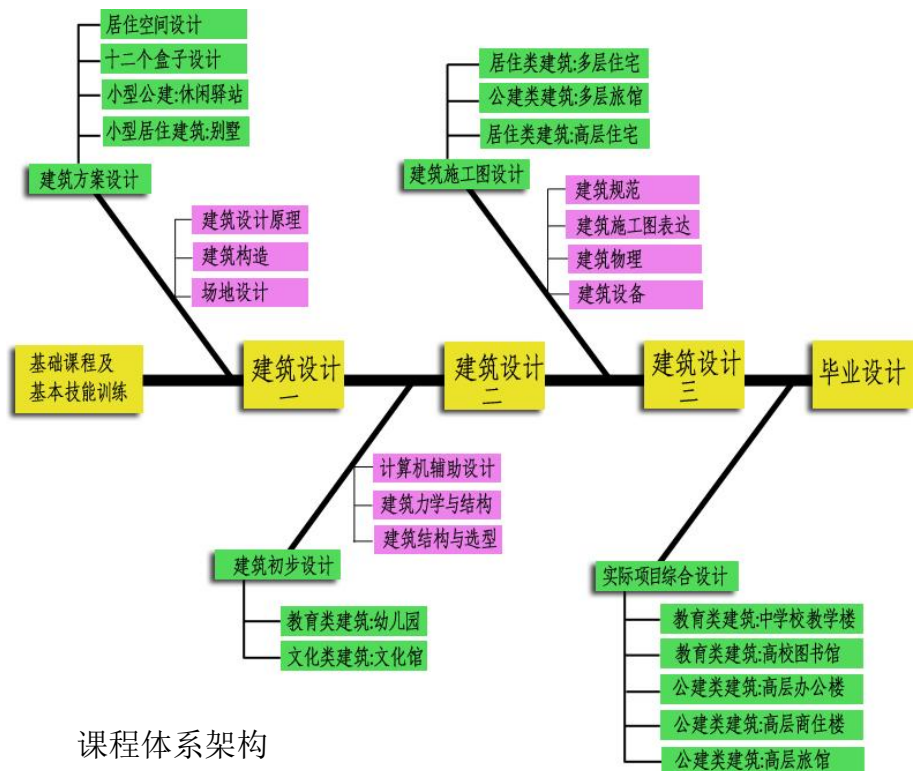 居住空间设计
十二个盒子设计
小型公建:休闲驿站
小型居住建筑:别墅
建筑方案设计
建筑设计原理
建筑构造
场地设计
居住类建筑:多层住宅
公建类建筑:多层旅馆
居住类建筑:高层住宅
建筑施工图设计
建筑规范
建筑施工图表达
建筑物理
建筑设备
基础课程及
基本技能训练
建筑设计
一
建筑设计
二
建筑设计
三
毕业设计
计算机辅助设计
建筑力学与结构
建筑结构与选型
建筑初步设计
教育类建筑:幼儿园
文化类建筑:文化馆
实际项目综合设计
教育类建筑:中学校教学楼
教育类建筑:高校图书馆
公建类建筑:高层办公楼
公建类建筑:高层商住楼
公建类建筑:高层旅馆
课程体系架构